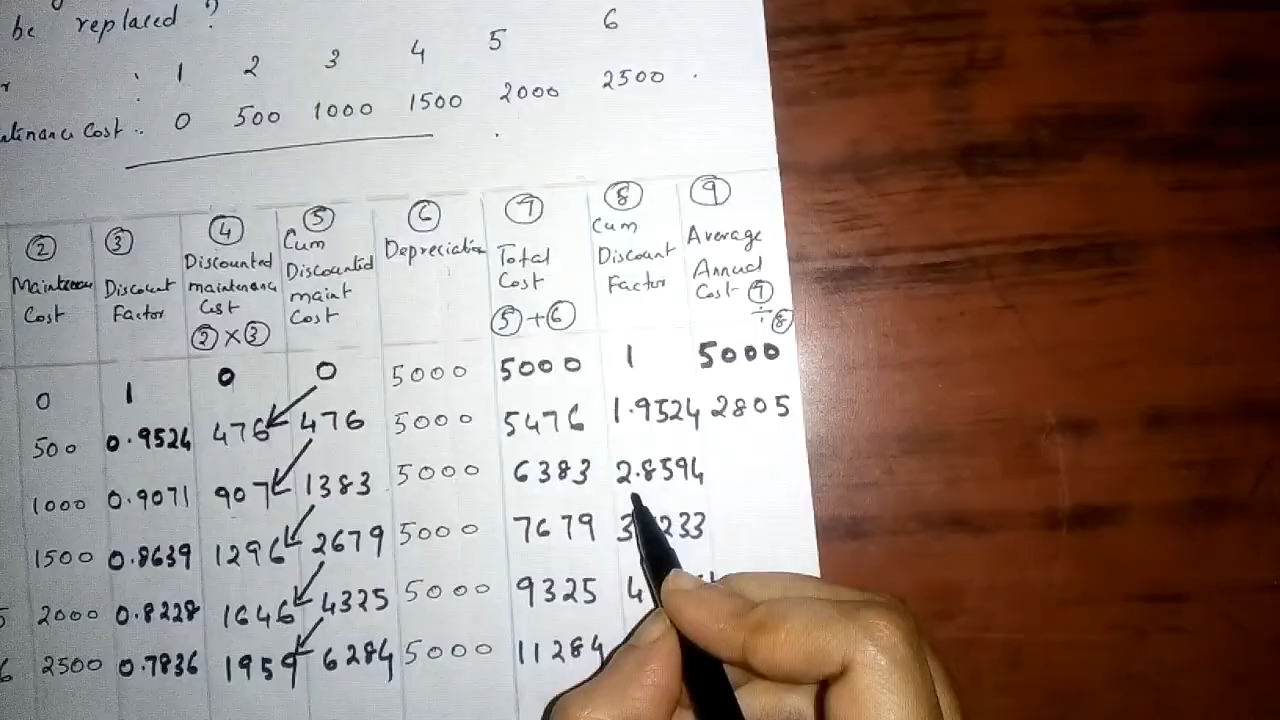 be replaced ?
: 1 2 3 4 5 6
Cost .. 0 500 1000 1500 2000 2500 .
② ③ ④ ⑤ ⑥ ⑦ ⑧ ⑨
Maintenance Cost
Discount Factor
Discounted maintenance Cost ② × ③
Cum Discounted maint Cost
Depreciation
Total Cost ⑤ + ⑥
Cum Discount Factor
Average Annual Cost ⑦ ÷ ⑧
0 1 0 0 5000 5000 1 5000
500 0.9524 476 476 5000 5476 1.9524 2805
1000 0.9071 907 1383 5000 6383 2.8594
1500 0.8639 1296 2679 5000 7679
5 2000 0.8228 1646 4325 5000 9325
6 2500 0.7836 1959 6284 5000 11284